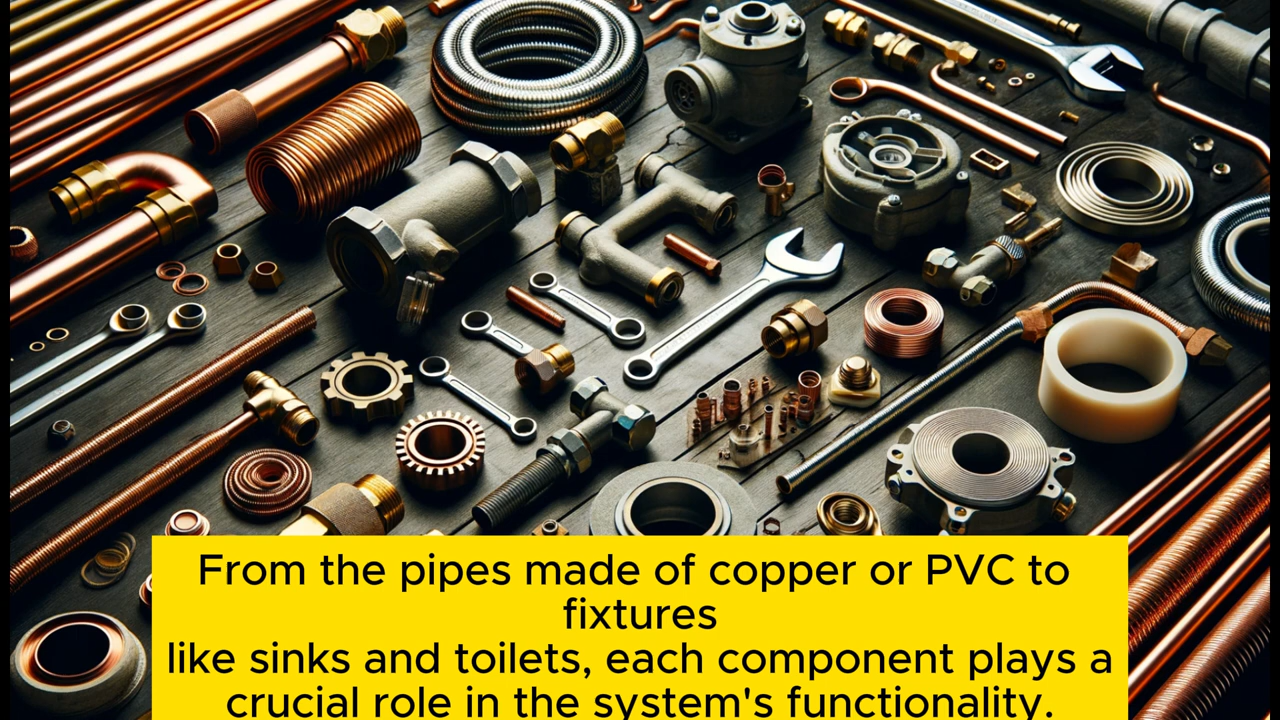 From the pipes made of copper or PVC to
fixtures
like sinks and toilets, each component plays a
crucial role in the system's functionality.